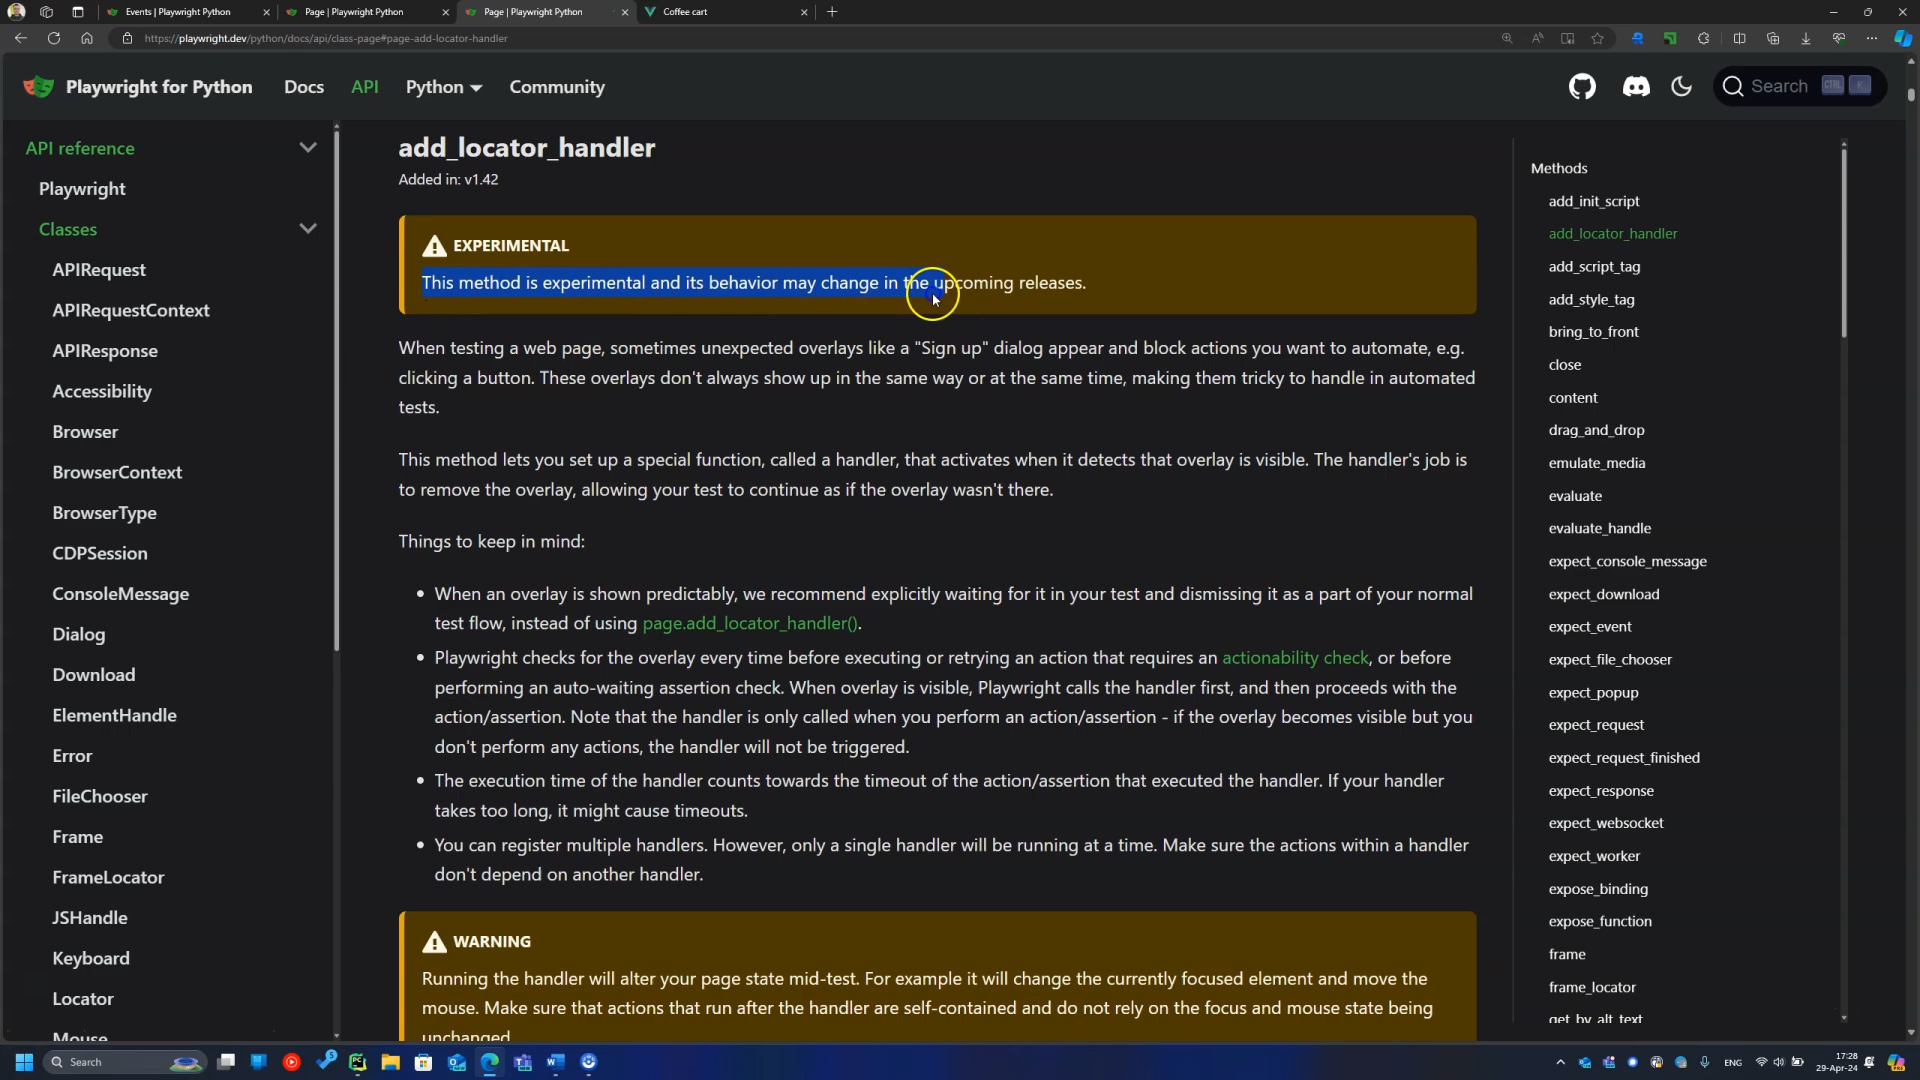 Events | Playwright Python
Page | Playwright Python
Page | Playwright Python
Coffee cart
https://playwright.dev/python/docs/api/class-page#page-add-locator-handler
Playwright for Python
Docs
API
Python
Community
Search
CTRL
K
API reference
Playwright
Classes
APIRequest
APIRequestContext
APIResponse
Accessibility
Browser
BrowserContext
BrowserType
CDPSession
ConsoleMessage
Dialog
Download
ElementHandle
Error
FileChooser
Frame
FrameLocator
JSHandle
Keyboard
Locator
Mouse
add_locator_handler
Added in: v1.42
EXPERIMENTAL
This method is experimental and its behavior may change in the upcoming releases.
When testing a web page, sometimes unexpected overlays like a "Sign up" dialog appear and block actions you want to automate, e.g.
clicking a button. These overlays don't always show up in the same way or at the same time, making them tricky to handle in automated
tests.
This method lets you set up a special function, called a handler, that activates when it detects that overlay is visible. The handler's job is
to remove the overlay, allowing your test to continue as if the overlay wasn't there.
Things to keep in mind:
• When an overlay is shown predictably, we recommend explicitly waiting for it in your test and dismissing it as a part of your normal
test flow, instead of using page.add_locator_handler().
• Playwright checks for the overlay every time before executing or retrying an action that requires an actionability check, or before
performing an auto-waiting assertion check. When overlay is visible, Playwright calls the handler first, and then proceeds with the
action/assertion. Note that the handler is only called when you perform an action/assertion - if the overlay becomes visible but you
don't perform any actions, the handler will not be triggered.
• The execution time of the handler counts towards the timeout of the action/assertion that executed the handler. If your handler
takes too long, it might cause timeouts.
• You can register multiple handlers. However, only a single handler will be running at a time. Make sure the actions within a handler
don't depend on another handler.
WARNING
Running the handler will alter your page state mid-test. For example it will change the currently focused element and move the
mouse. Make sure that actions that run after the handler are self-contained and do not rely on the focus and mouse state being
unchanged.
Methods
add_init_script
add_locator_handler
add_script_tag
add_style_tag
bring_to_front
close
content
drag_and_drop
emulate_media
evaluate
evaluate_handle
expect_console_message
expect_download
expect_event
expect_file_chooser
expect_popup
expect_request
expect_request_finished
expect_response
expect_websocket
expect_worker
expose_binding
expose_function
frame
frame_locator
get_by_alt_text
Search
ENG
17:28
29-Apr-24